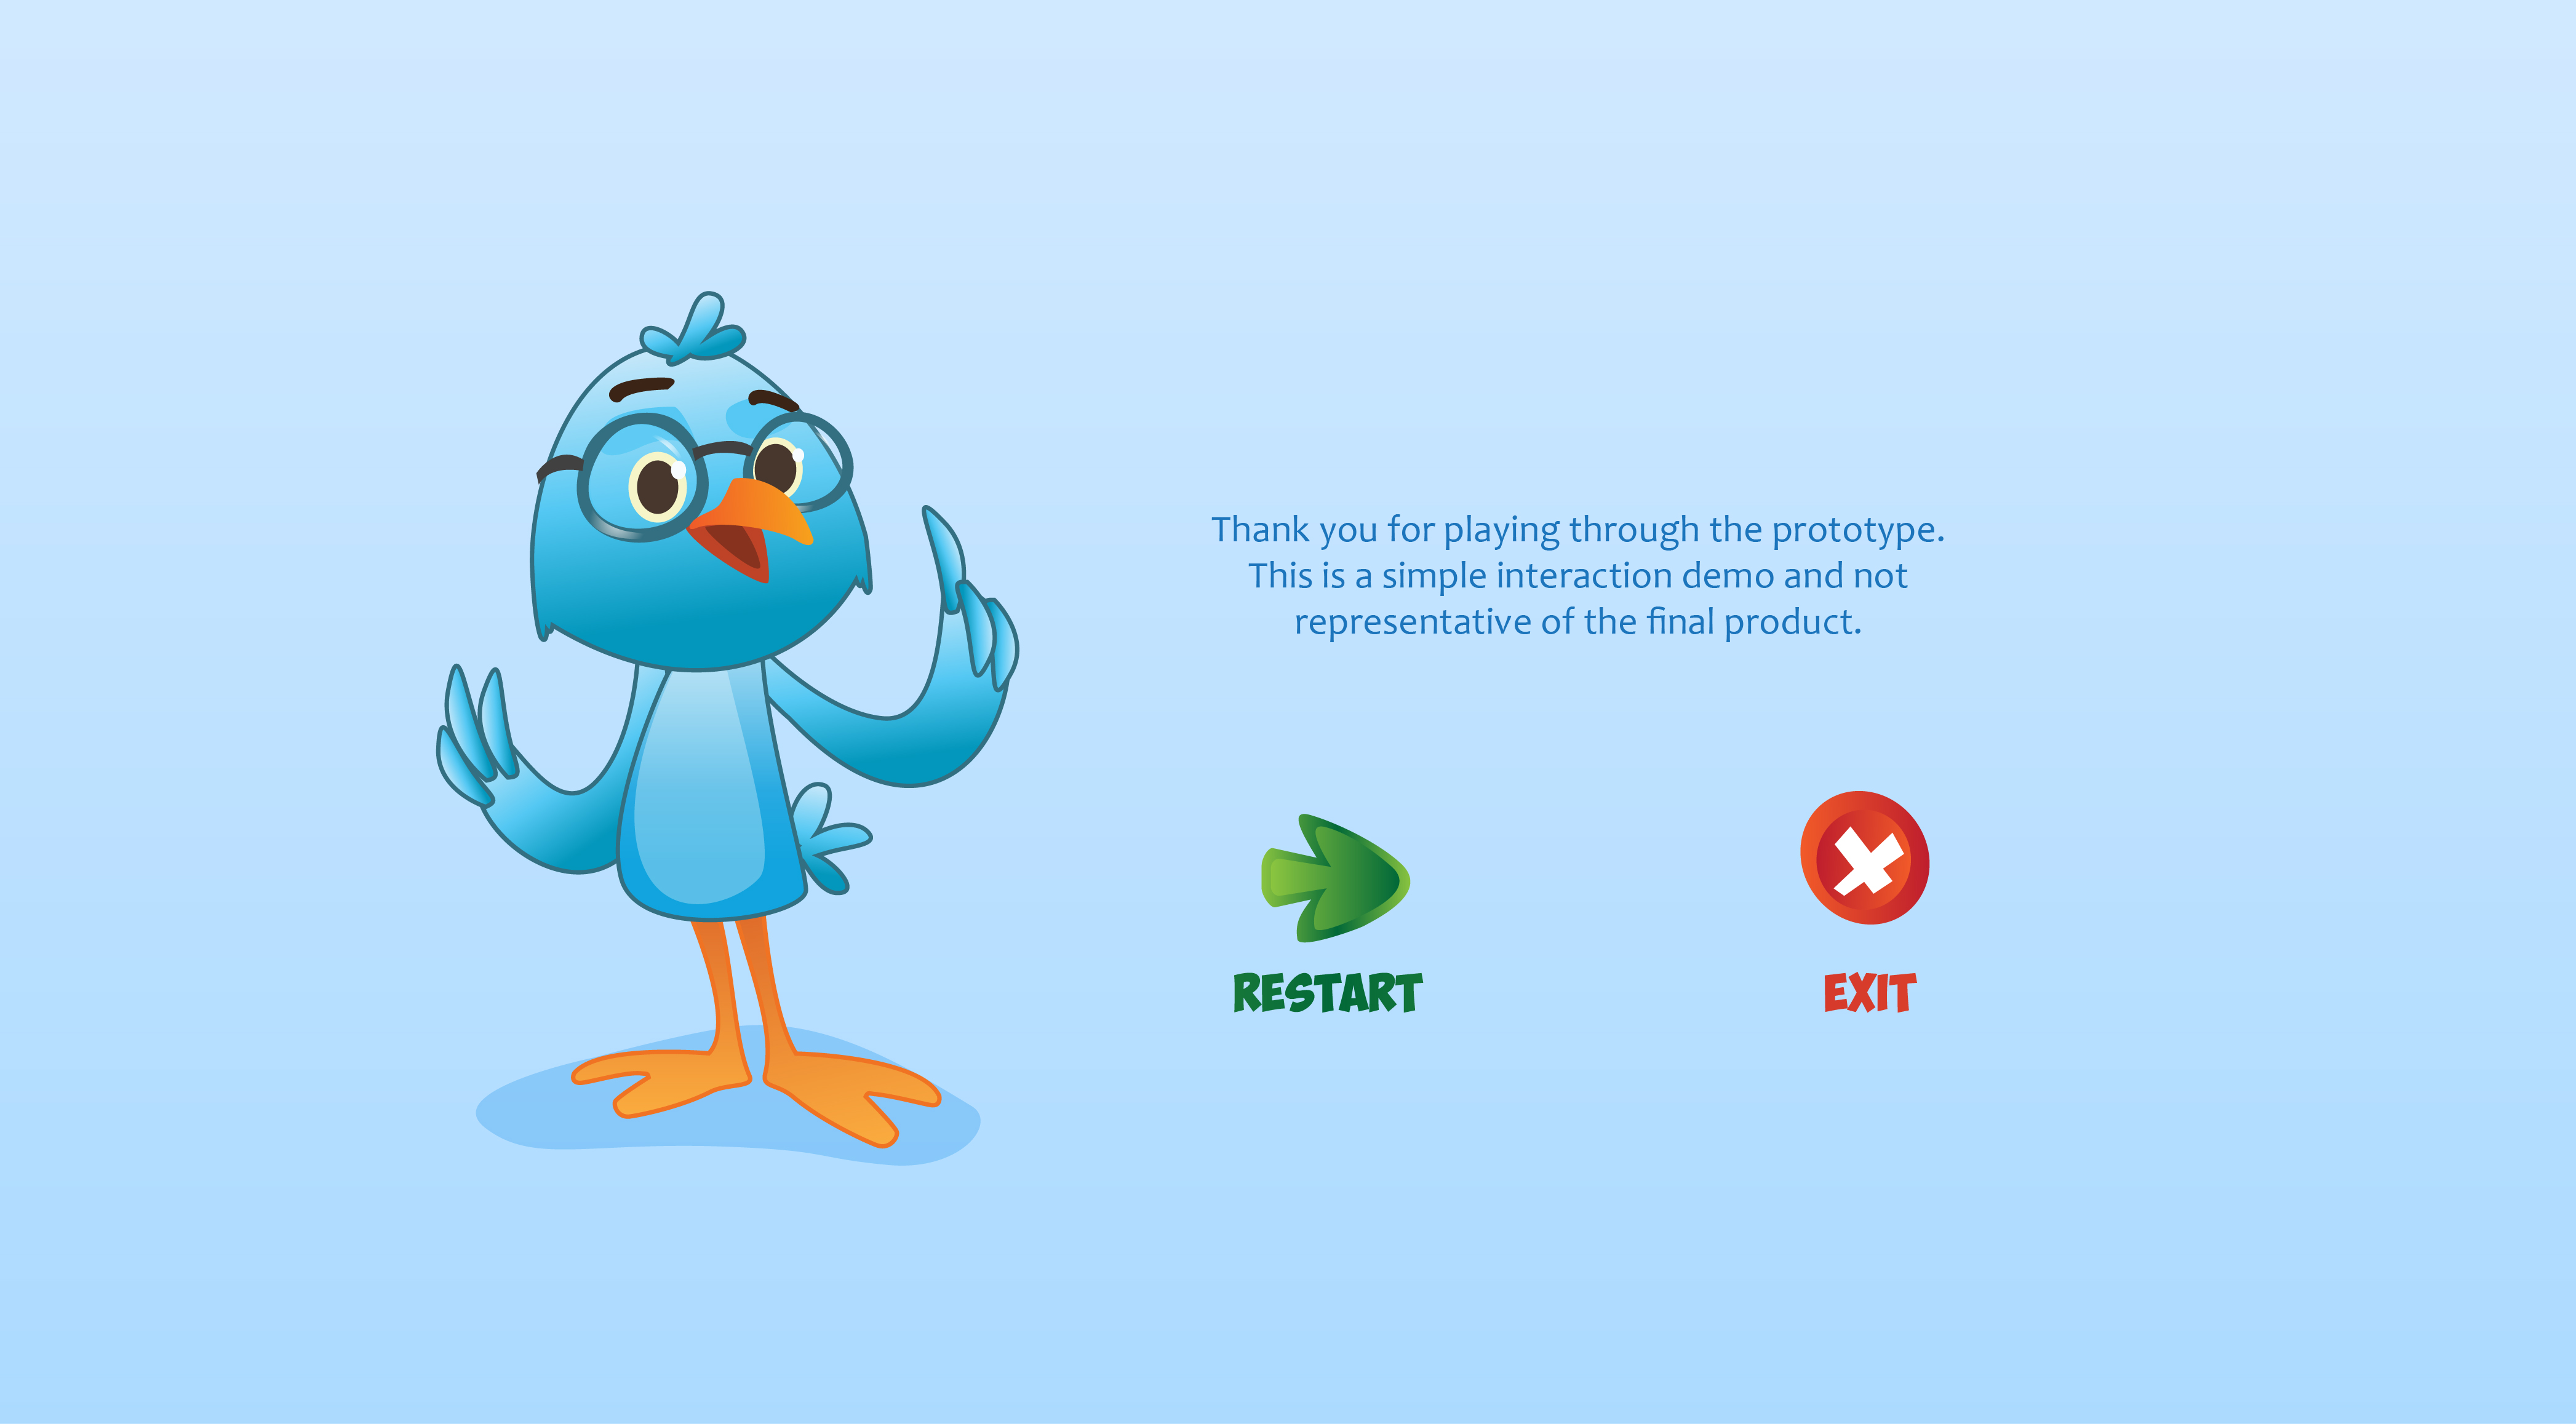 Thank you for playing through the prototype.
This is a simple interaction demo and not
representative of the final product.
RESTART
EXIT